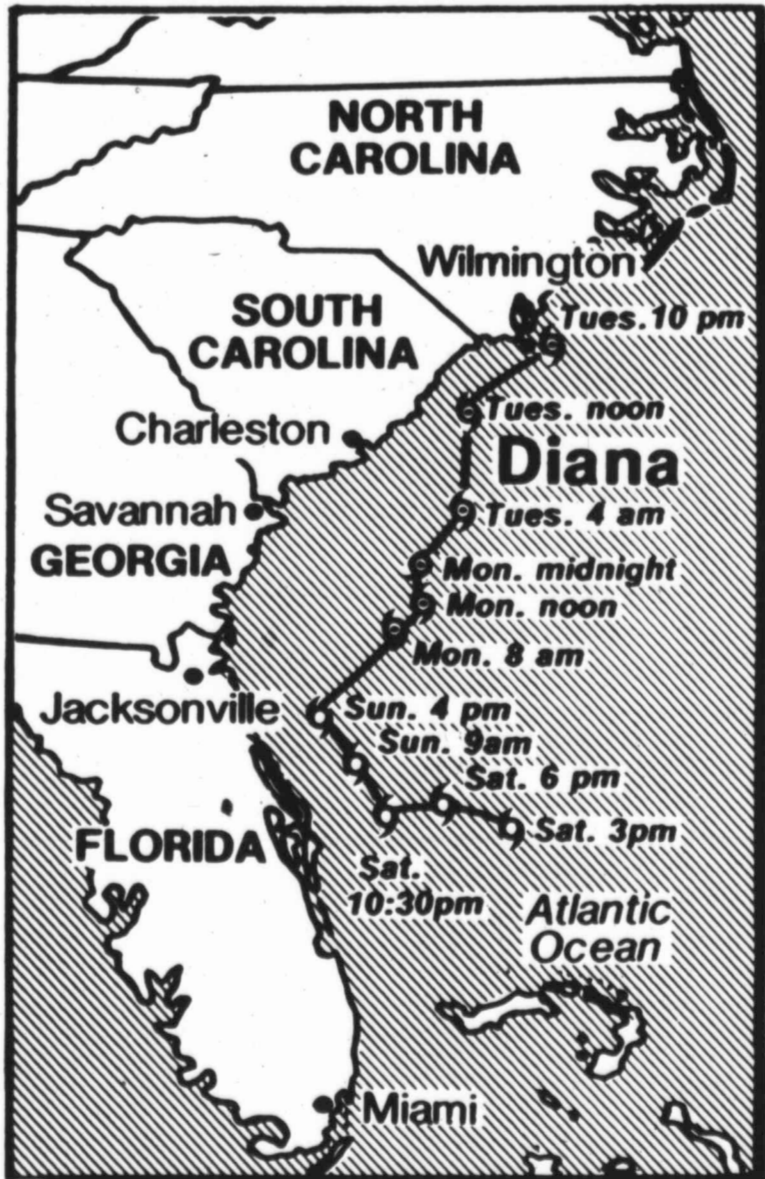 NORTH
CAROLINA
Wilmington
Tues. 10 pm
SOUTH
CAROLINA
Tues. noon
Charleston
Diana
Savannah
Tues. 4 am
GEORGIA
Mon. midnight
Mon. noon
Mon. 8 am
Jacksonville
Sun. 4 pm
Sun. 9am
Sat. 6 pm
Sat. 3pm
FLORIDA
Sat.
10:30pm
Atlantic
Ocean
Miami